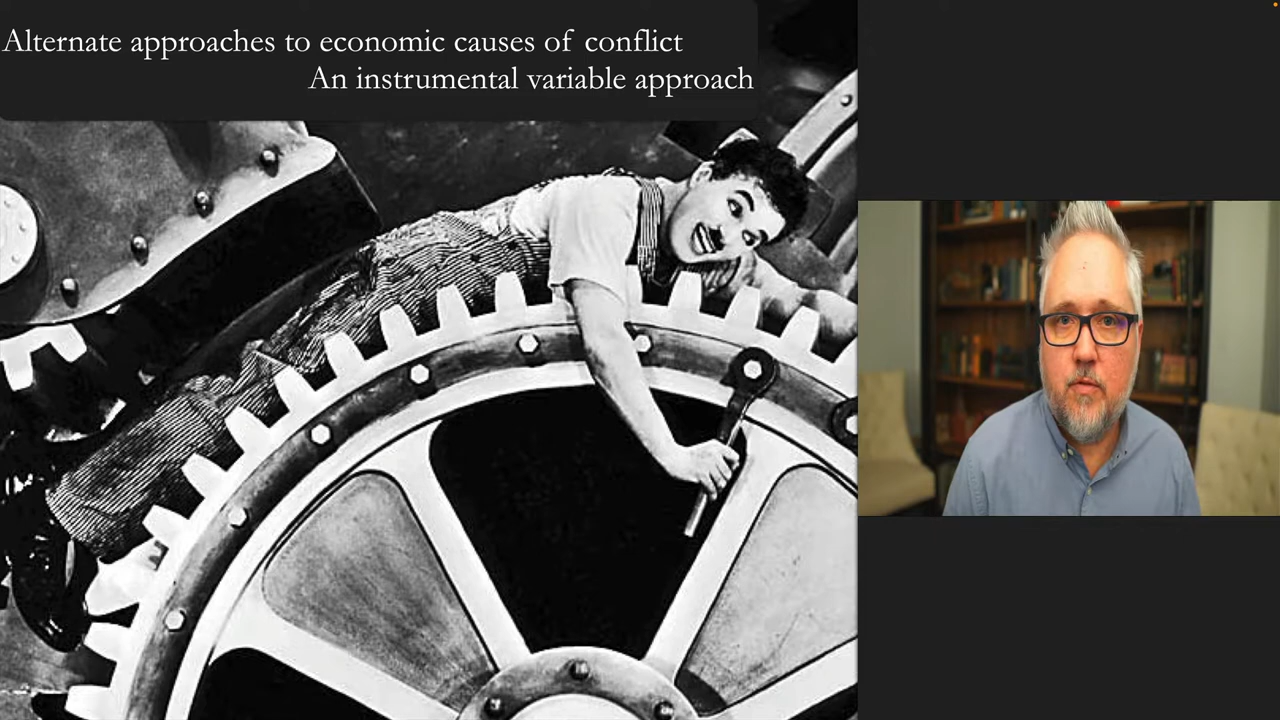 Alternate approaches to economic causes of conflict
An instrumental variable approach